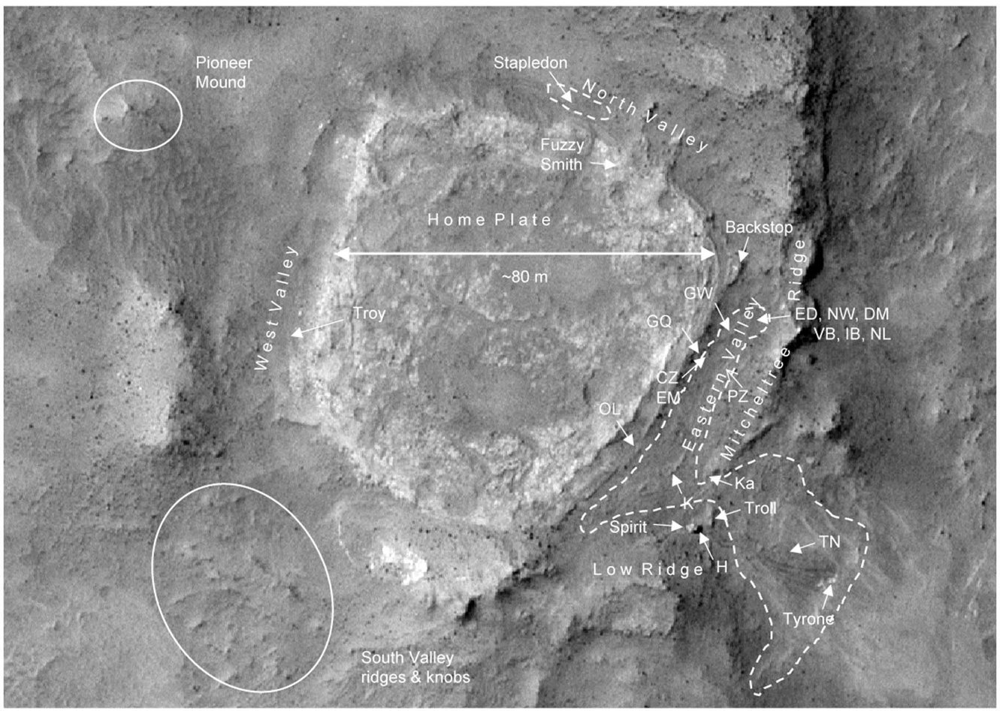 Pioneer
Mound
Stapledon
North Valley
Fuzzy
Smith
Home Plate
Backstop
~80 m
West Valley
Troy
Ridge
GW
ED, NW, DM
VB, IB, NL
GQ
CZ
EM
Eastern Valley
PZ
Mitcheltree
OL
Ka
K
Troll
Spirit
TN
Low Ridge
H
Tyrone
South Valley
ridges & knobs